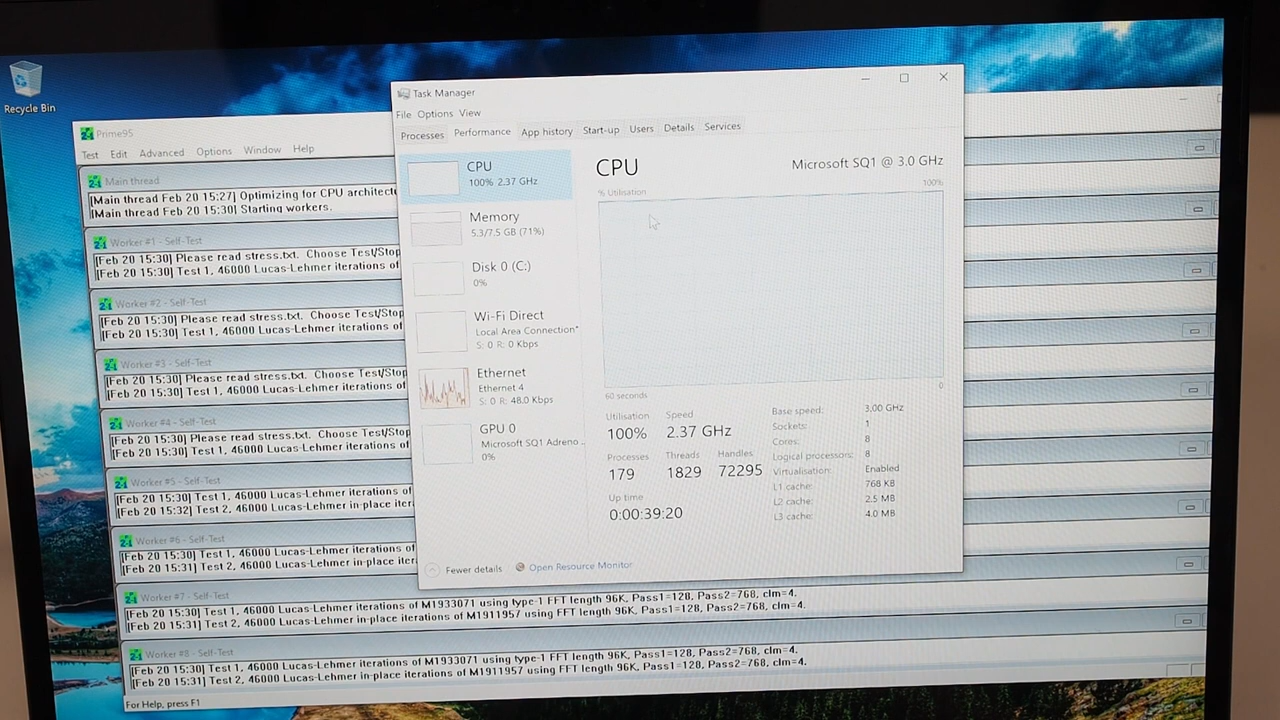 Recycle Bin
Prime95
Test Edit Advanced Options Window Help
Main thread
[Main thread Feb 20 15:27] Optimizing for CPU architectu
[Main thread Feb 20 15:30] Starting workers.
Worker #1 - Self-Test
[Feb 20 15:30] Please read stress.txt. Choose Test/Stop
[Feb 20 15:30] Test 1, 46000 Lucas-Lehmer iterations of
Worker #2 - Self-Test
[Feb 20 15:30] Please read stress.txt. Choose Test/Stop
[Feb 20 15:30] Test 1, 46000 Lucas-Lehmer iterations of
Worker #3 - Self-Test
[Feb 20 15:30] Please read stress.txt. Choose Test/Stop
[Feb 20 15:30] Test 1, 46000 Lucas-Lehmer iterations of
Worker #4 - Self-Test
[Feb 20 15:30] Please read stress.txt. Choose Test/Stop
[Feb 20 15:30] Test 1, 46000 Lucas-Lehmer iterations of
Worker #5 - Self-Test
[Feb 20 15:30] Test 1, 46000 Lucas-Lehmer iterations of
[Feb 20 15:32] Test 2, 46000 Lucas-Lehmer in-place iter
Worker #6 - Self-Test
[Feb 20 15:30] Test 1, 46000 Lucas-Lehmer iterations of
[Feb 20 15:31] Test 2, 46000 Lucas-Lehmer in-place iter
Worker #7 - Self-Test
[Feb 20 15:30] Test 1, 46000 Lucas-Lehmer iterations of M1933071 using type-1 FFT length 96K, Pass1=128, Pass2=768, clm=4.
[Feb 20 15:31] Test 2, 46000 Lucas-Lehmer in-place iterations of M1911957 using FFT length 96K, Pass1=128, Pass2=768, clm=4.
Worker #8 - Self-Test
[Feb 20 15:30] Test 1, 46000 Lucas-Lehmer iterations of M1933071 using type-1 FFT length 96K, Pass1=128, Pass2=768, clm=4.
[Feb 20 15:31] Test 2, 46000 Lucas-Lehmer in-place iterations of M1911957 using FFT length 96K, Pass1=128, Pass2=768, clm=4.
For Help, press F1
Task Manager
File Options View
Processes Performance App history Start-up Users Details Services
CPU
100% 2.37 GHz
Memory
5.3/7.5 GB (71%)
Disk 0 (C:)
0%
Wi-Fi Direct
Local Area Connection*
S: 0 R: 0 Kbps
Ethernet
Ethernet 4
S: 0 R: 48.0 Kbps
GPU 0
Microsoft SQ1 Adreno ...
0%
CPU Microsoft SQ1 @ 3.0 GHz
% Utilisation 100%
60 seconds 0
Utilisation Speed
100% 2.37 GHz
Processes Threads Handles
179 1829 72295
Up time
0:00:39:20
Base speed: 3.00 GHz
Sockets: 1
Cores: 8
Logical processors: 8
Virtualisation: Enabled
L1 cache: 768 KB
L2 cache: 2.5 MB
L3 cache: 4.0 MB
Fewer details Open Resource Monitor